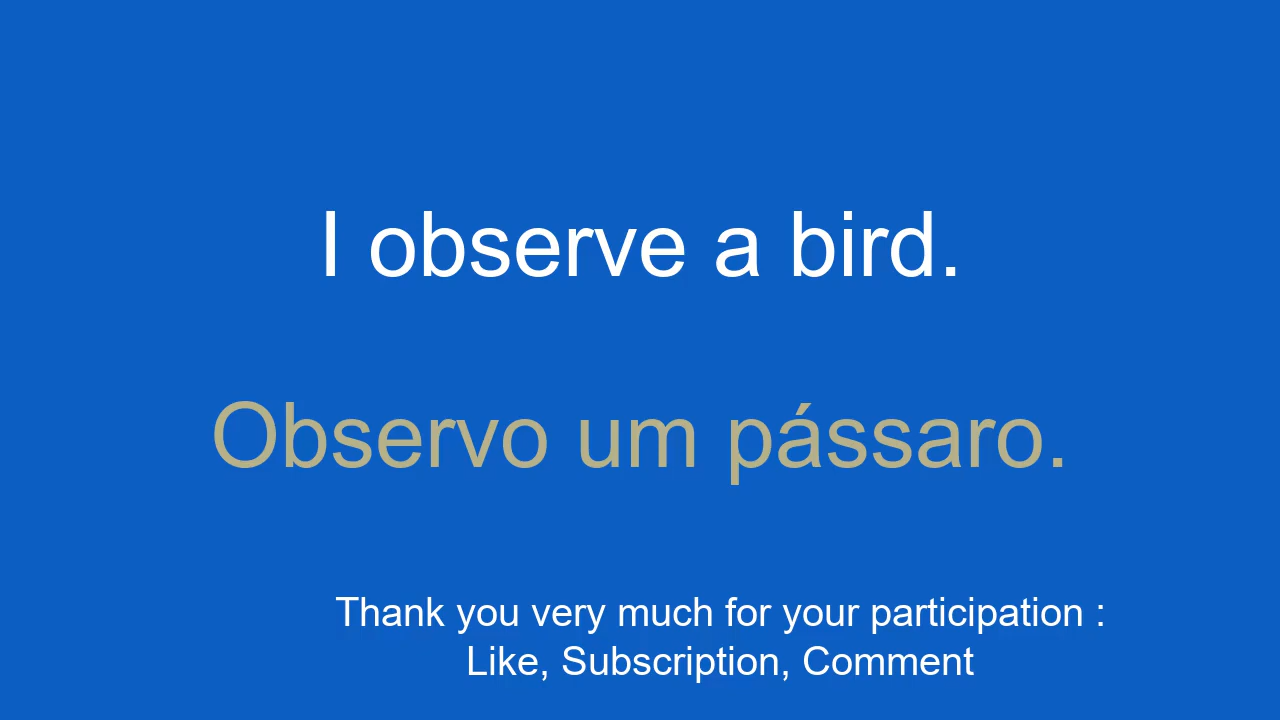 I observe a bird.
Observo um pássaro.
Thank you very much for your participation :
Like, Subscription, Comment